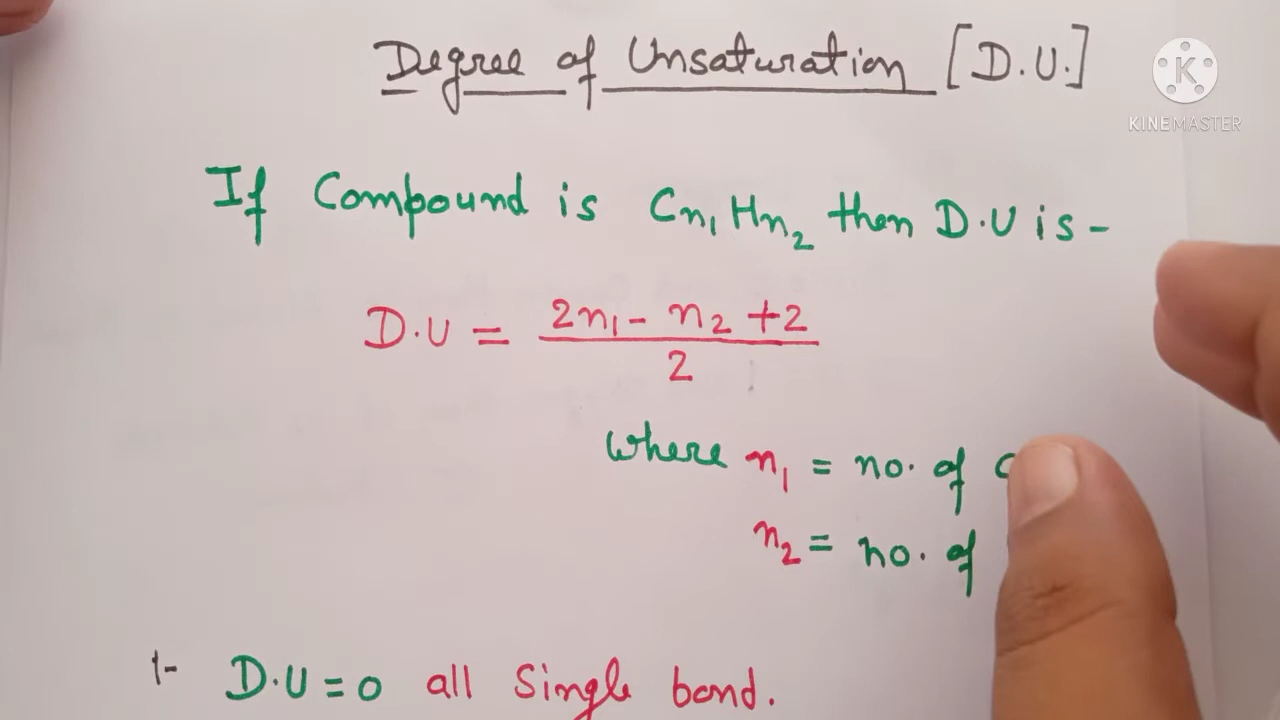 Degree of Unsaturation [D.U.]
KINEMASTER
If Compound is Cn₁ Hn₂ then D.U is -
D.U = (2n₁ - n₂ + 2) / 2
where n₁ = no. of
n₂ = no. of
1- D.U = 0 all Single bond.